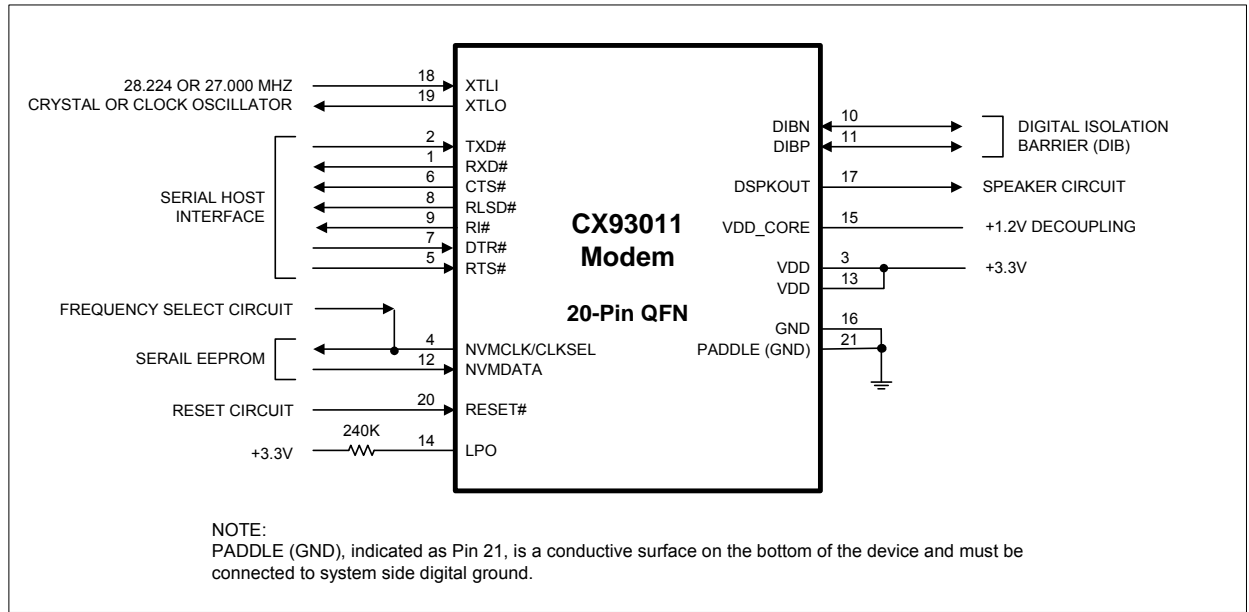 28.224 OR 27.000 MHZ
CRYSTAL OR CLOCK OSCILLATOR
18
XTLI
19
XTLO
SERIAL HOST
INTERFACE
2
TXD#
1
RXD#
6
CTS#
8
RLSD#
9
RI#
7
DTR#
5
RTS#
FREQUENCY SELECT CIRCUIT
SERAIL EEPROM
4
NVMCLK/CLKSEL
12
NVMDATA
RESET CIRCUIT
20
RESET#
+3.3V
240K
14
LPO
CX93011
Modem
20-Pin QFN
DIBN
10
DIBP
11
DIGITAL ISOLATION
BARRIER (DIB)
DSPKOUT
17
SPEAKER CIRCUIT
VDD_CORE
15
+1.2V DECOUPLING
VDD
3
+3.3V
VDD
13
GND
16
PADDLE (GND)
21
NOTE:
PADDLE (GND), indicated as Pin 21, is a conductive surface on the bottom of the device and must be
connected to system side digital ground.